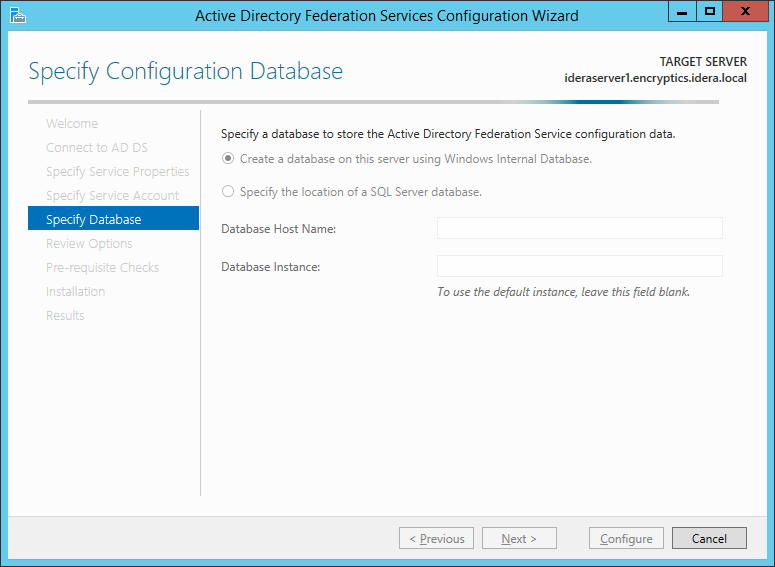 Active Directory Federation Services Configuration Wizard
Specify Configuration Database
TARGET SERVER
ideraserver1.encryptics.idera.local
Welcome
Connect to AD DS
Specify Service Properties
Specify Service Account
Specify Database
Review Options
Pre-requisite Checks
Installation
Results
Specify a database to store the Active Directory Federation Service configuration data.
Create a database on this server using Windows Internal Database.
Specify the location of a SQL Server database.
Database Host Name:
Database Instance:
To use the default instance, leave this field blank.
< Previous
Next >
Configure
Cancel